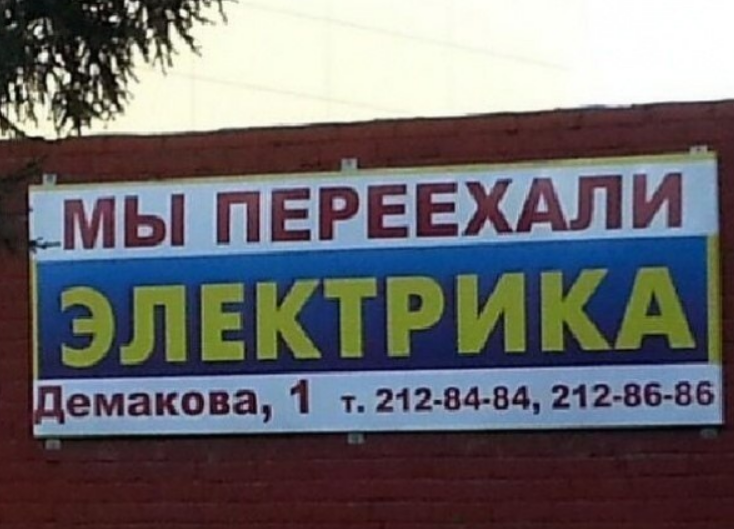 МЫ ПЕРЕЕХАЛИ
ЭЛЕКТРИКА
Демакова, 1 т. 212-84-84, 212-86-86